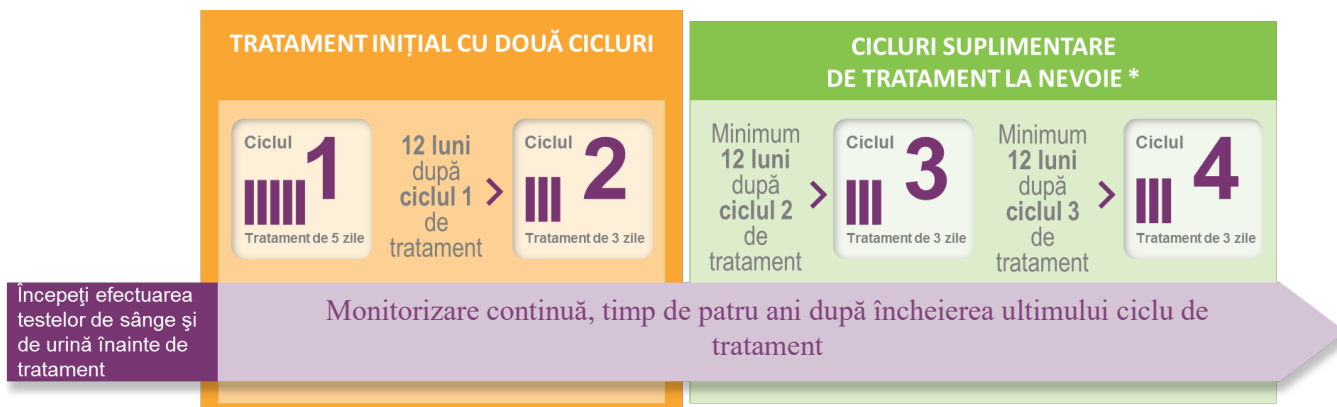 TRATAMENT INIȚIAL CU DOUĂ CICLURI
Ciclul 1
Tratament de 5 zile
12 luni
după
ciclul 1
de
tratament
Ciclul 2
Tratament de 3 zile
CICLURI SUPLIMENTARE
DE TRATAMENT LA NEVOIE *
Minimum
12 luni
după
ciclul 2
de
tratament
Ciclul 3
Tratament de 3 zile
Minimum
12 luni
după
ciclul 3
de
tratament
Ciclul 4
Tratament de 3 zile
Începeţi efectuarea
testelor de sânge şi
de urină înainte de
tratament
Monitorizare continuă, timp de patru ani după încheierea ultimului ciclu de
tratament